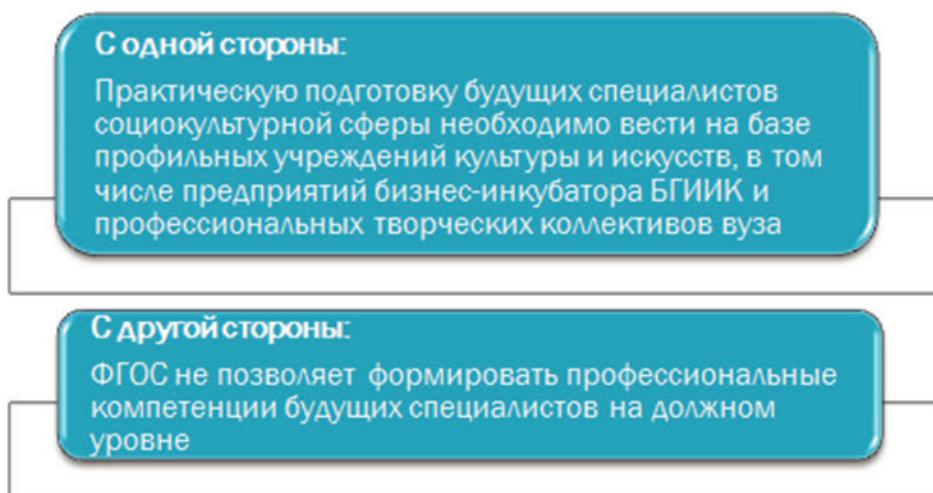 С одной стороны:
Практическую подготовку будущих специалистов
социокультурной сферы необходимо вести на базе
профильных учреждений культуры и искусств, в том
числе предприятий бизнес-инкубатора БГИИК и
профессиональных творческих коллективов вуза
С другой стороны:
ФГОС не позволяет формировать профессиональные
компетенции будущих специалистов на должном
уровне